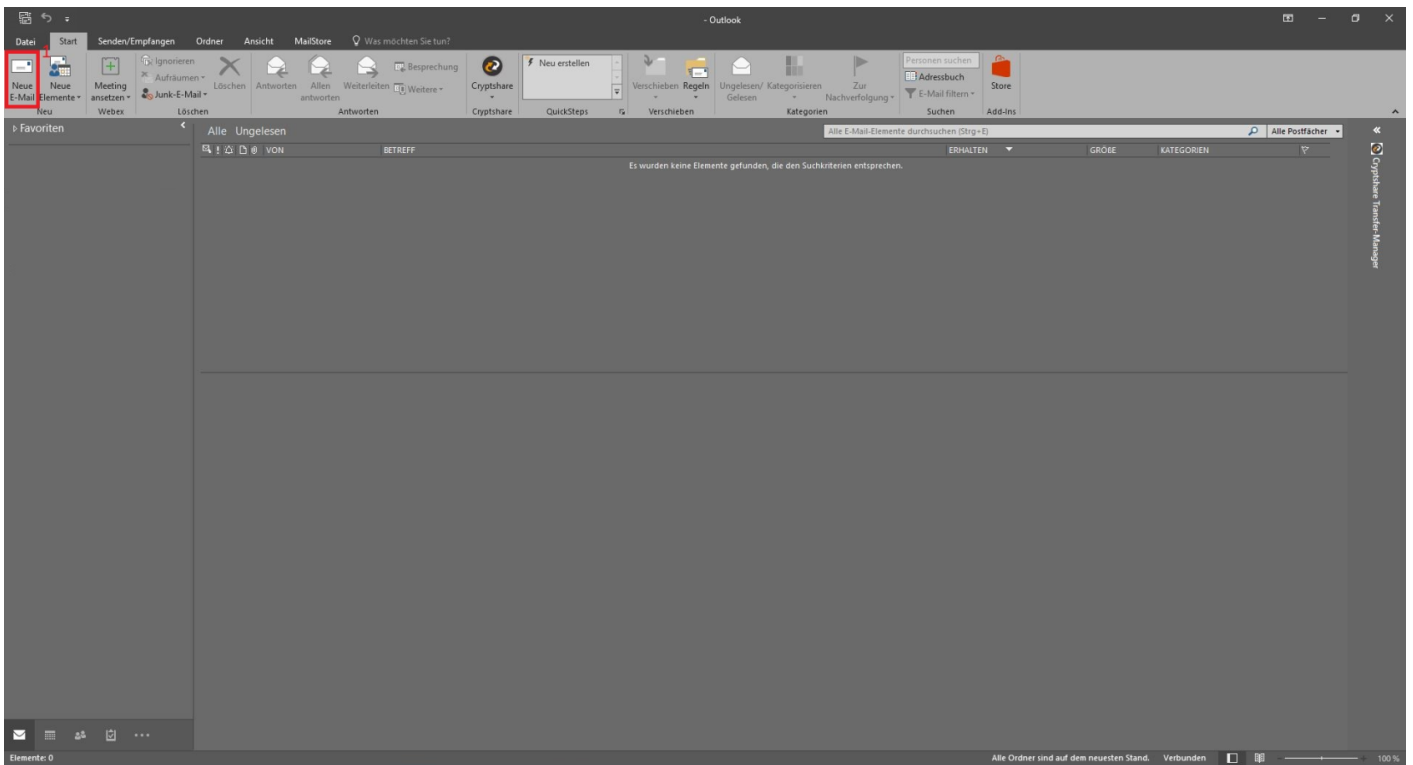 - Outlook
Datei Start Senden/Empfangen Ordner Ansicht MailStore Was möchten Sie tun?
1
Neue E-Mail
Neue Elemente
Neu
Meeting ansetzen
Webex
Ignorieren
Aufräumen
Junk-E-Mail
Löschen
Löschen
Antworten
Allen antworten
Weiterleiten
Besprechung
Weitere
Antworten
Cryptshare
Cryptshare
Neu erstellen
QuickSteps
Verschieben
Regeln
Verschieben
Ungelesen/ Gelesen
Kategorisieren
Zur Nachverfolgung
Kategorien
Personen suchen
Adressbuch
E-Mail filtern
Suchen
Store
Add-Ins
Favoriten
Alle Ungelesen
Alle E-Mail-Elemente durchsuchen (Strg+E)
Alle Postfächer
VON BETREFF ERHALTEN GRÖßE KATEGORIEN
Es wurden keine Elemente gefunden, die den Suchkriterien entsprechen.
Cryptshare Transfer-Manager
Elemente: 0
Alle Ordner sind auf dem neuesten Stand. Verbunden
100 %